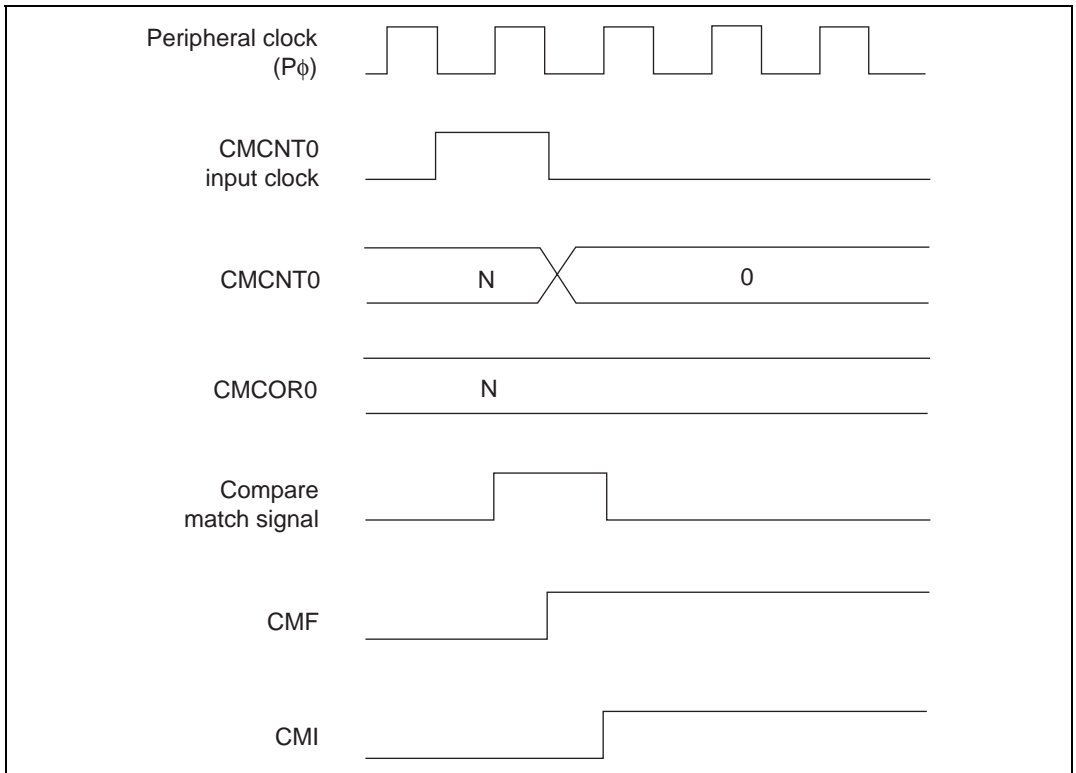 Peripheral clock
(Pϕ)
CMCNT0
input clock
CMCNT0
N
0
CMCOR0
N
Compare
match signal
CMF
CMI